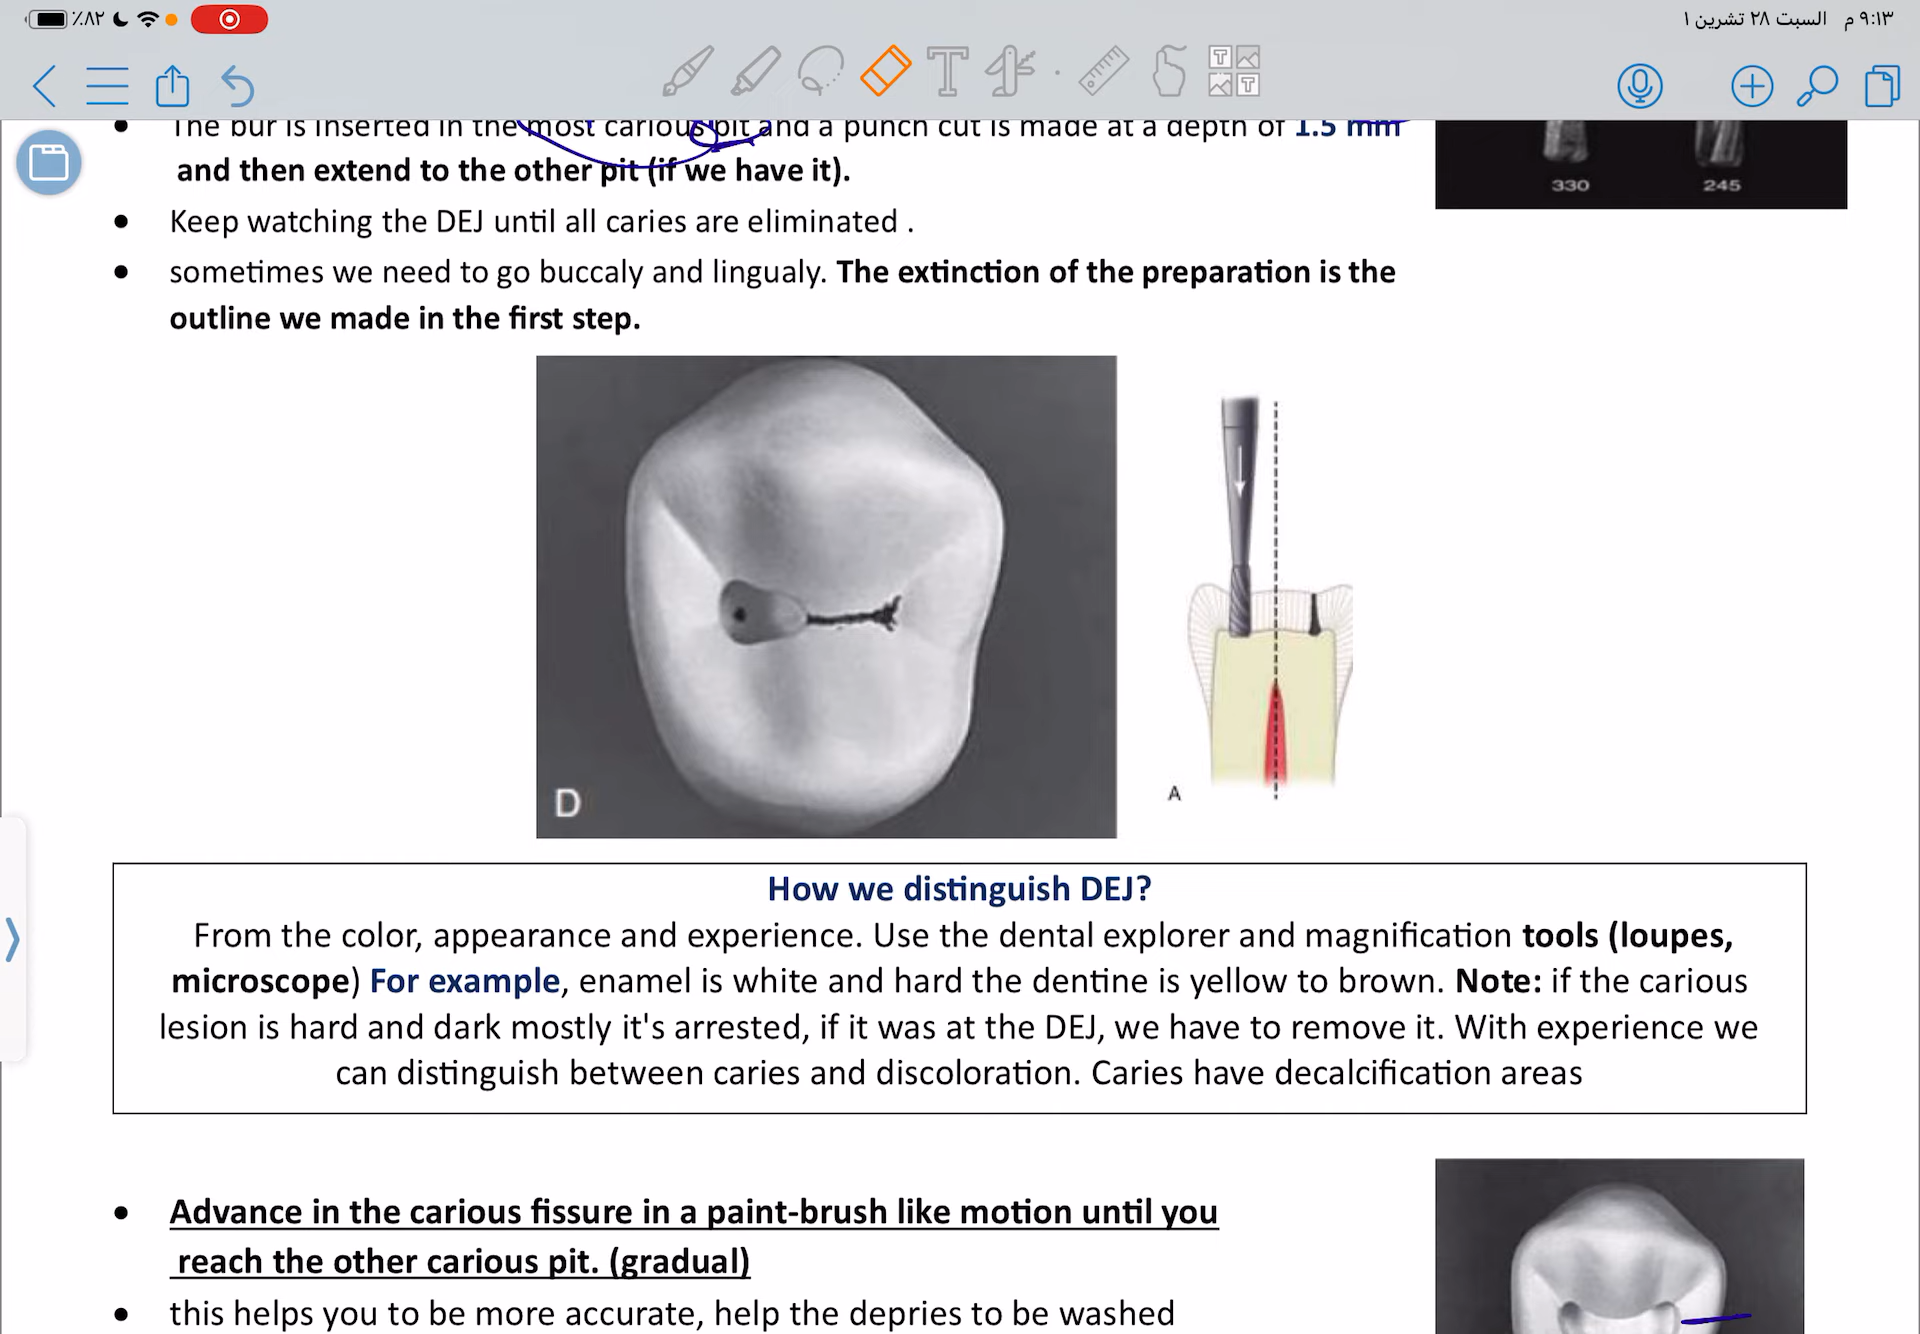 ٪٨٢
٩:١٣ م السبت ٢٨ تشرين ١
• The bur is inserted in the most carious pit and a punch cut is made at a depth of 1.5 mm
and then extend to the other pit (if we have it).
330 245
• Keep watching the DEJ until all caries are eliminated .
• sometimes we need to go buccaly and lingualy. The extinction of the preparation is the
outline we made in the first step.
D
A
How we distinguish DEJ?
From the color, appearance and experience. Use the dental explorer and magnification tools (loupes,
microscope) For example, enamel is white and hard the dentine is yellow to brown. Note: if the carious
lesion is hard and dark mostly it's arrested, if it was at the DEJ, we have to remove it. With experience we
can distinguish between caries and discoloration. Caries have decalcification areas
• Advance in the carious fissure in a paint-brush like motion until you
reach the other carious pit. (gradual)
• this helps you to be more accurate, help the depries to be washed